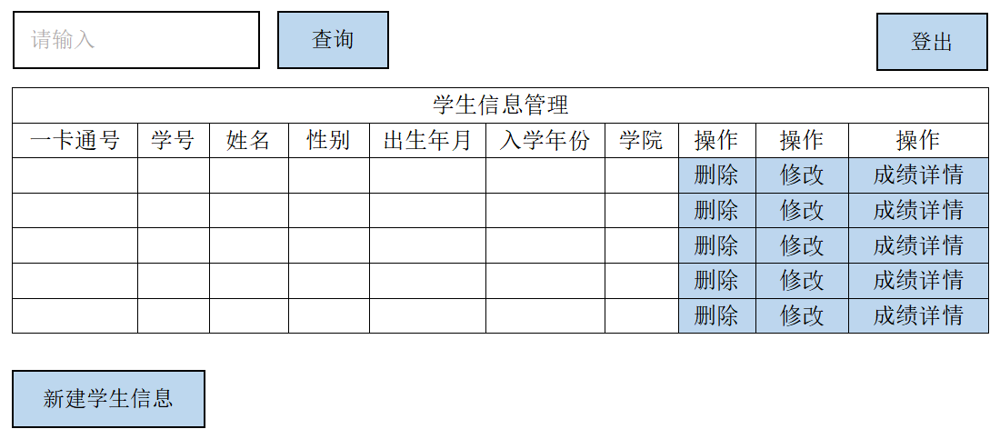 请输入 查询 登出
学生信息管理
一卡通号 学号 姓名 性别 出生年月 入学年份 学院 操作 操作 操作
删除 修改 成绩详情
删除 修改 成绩详情
删除 修改 成绩详情
删除 修改 成绩详情
删除 修改 成绩详情
新建学生信息